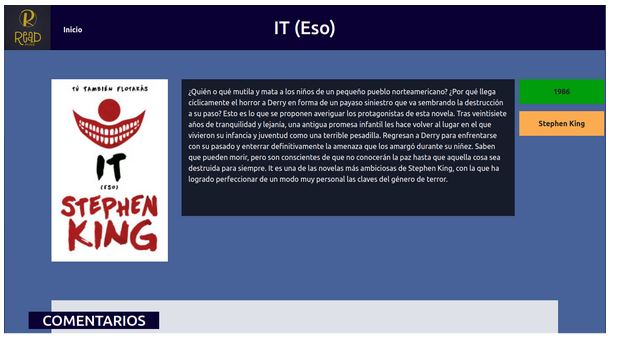 READ
Inicio
IT (Eso)
TÚ TAMBIÉN FLOTARÁS
IT
(ESO)
STEPHEN
KING
¿Quién o qué mutila y mata a los niños de un pequeño pueblo norteamericano? ¿Por qué llega
cíclicamente el horror a Derry en forma de un payaso siniestro que va sembrando la destrucción
a su paso? Esto es lo que se proponen averiguar los protagonistas de esta novela. Tras veintisiete
años de tranquilidad y lejanía, una antigua promesa infantil les hace volver al lugar en el que
vivieron su infancia y juventud como una terrible pesadilla. Regresan a Derry para enfrentarse
con su pasado y enterrar definitivamente la amenaza que los amargó durante su niñez. Saben
que pueden morir, pero son conscientes de que no conocerán la paz hasta que aquella cosa sea
destruida para siempre. It es una de las novelas más ambiciosas de Stephen King, con la que ha
logrado perfeccionar de un modo muy personal las claves del género de terror.
1986
Stephen King
COMENTARIOS